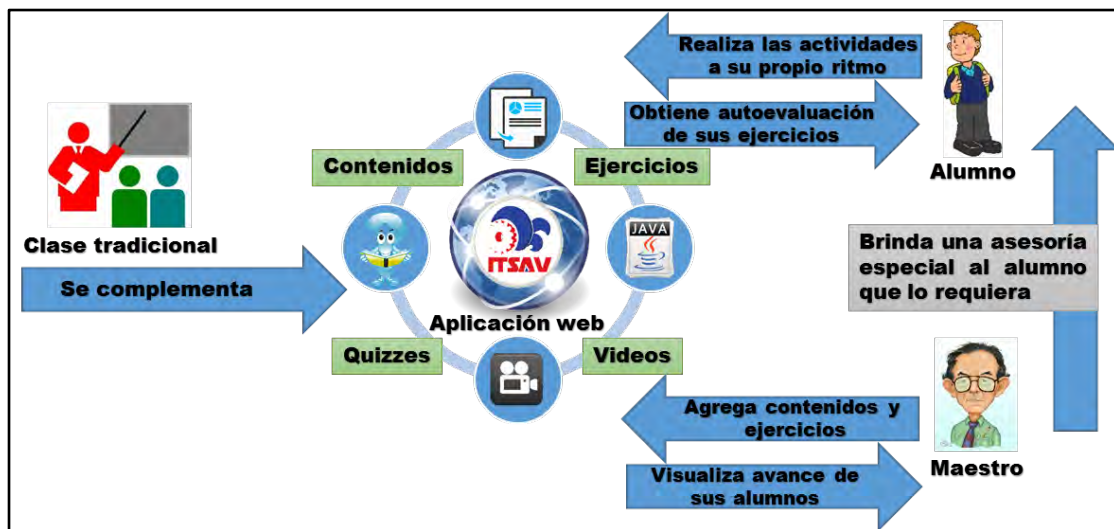 Realiza las actividades
a su propio ritmo
Obtiene autoevaluación
de sus ejercicios
Alumno
Contenidos
Ejercicios
JAVA
ITSAV
Clase tradicional
Se complementa
Aplicación web
Quizzes
Videos
Brinda una asesoría
especial al alumno
que lo requiera
Agrega contenidos y
ejercicios
Visualiza avance de
sus alumnos
Maestro